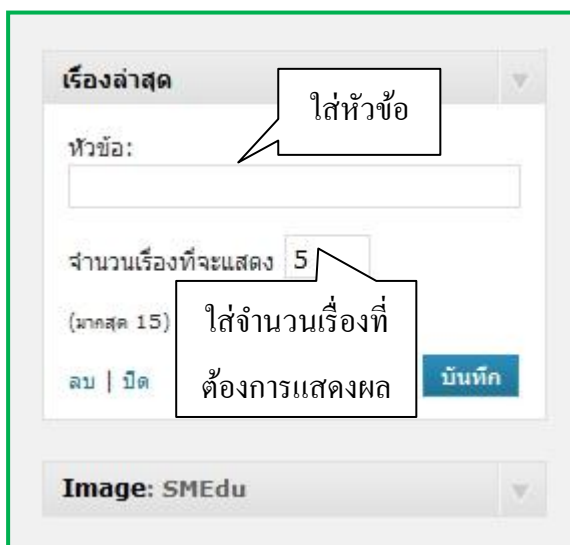 เรื่องล่าสุด
ใส่หัวข้อ
หัวข้อ:
จำนวนเรื่องที่จะแสดง 5
(มากสุด 15)
ใส่จำนวนเรื่องที่
ต้องการแสดงผล
ลบ | ปิด
บันทึก
Image: SMEdu